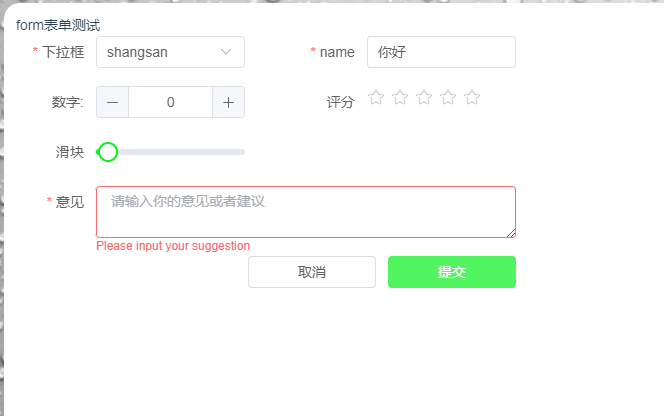 form表单测试
* 下拉框 shangsan * name 你好
数字: 0 评分
滑块
* 意见 请输入你的意见或者建议
Please input your suggestion
取消 提交